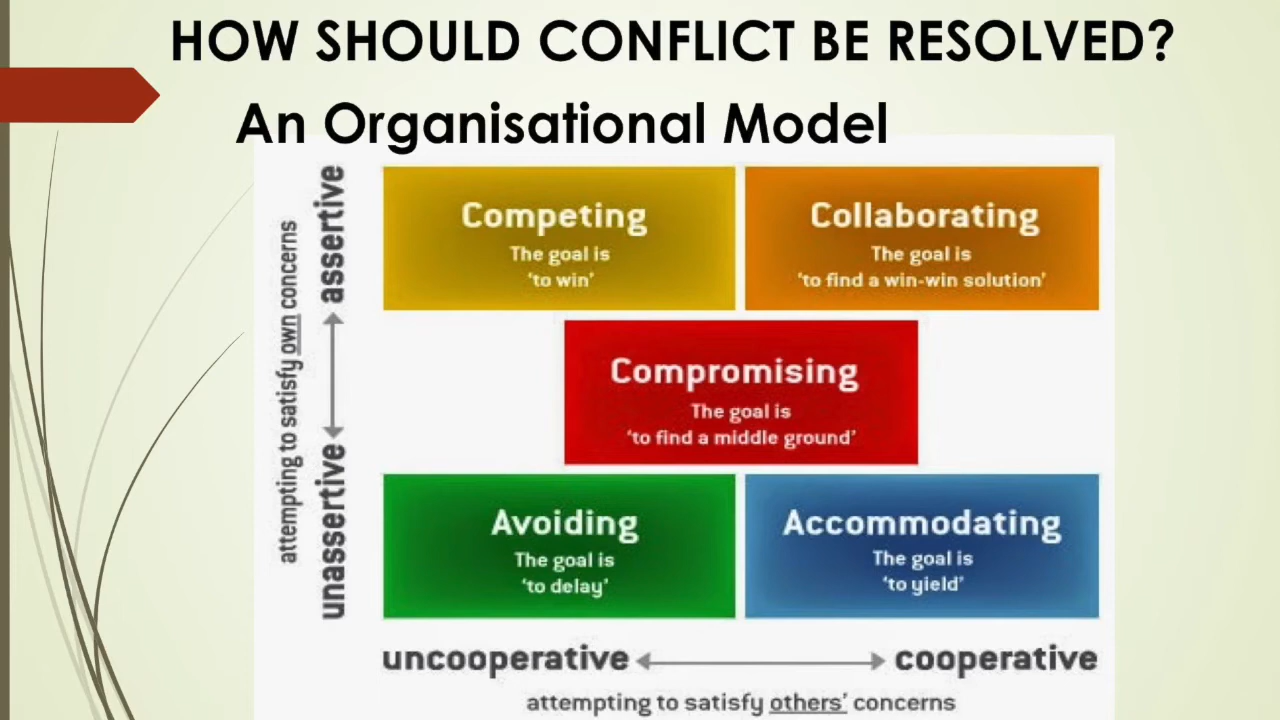 HOW SHOULD CONFLICT BE RESOLVED?
An Organisational Model
attempting to satisfy own concerns
unassertive
assertive
Competing
The goal is
‘to win’
Collaborating
The goal is
‘to find a win-win solution’
Compromising
The goal is
‘to find a middle ground’
Avoiding
The goal is
‘to delay’
Accommodating
The goal is
‘to yield’
uncooperative
cooperative
attempting to satisfy others’ concerns